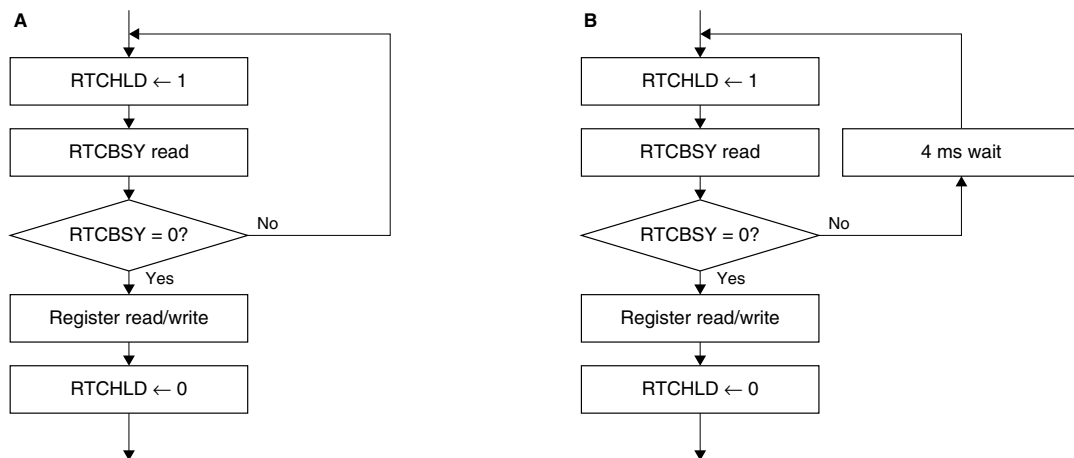 A
RTCHLD ← 1
RTCBSY read
RTCBSY = 0?
No
Yes
Register read/write
RTCHLD ← 0
B
RTCHLD ← 1
RTCBSY read
4 ms wait
RTCBSY = 0?
No
Yes
Register read/write
RTCHLD ← 0